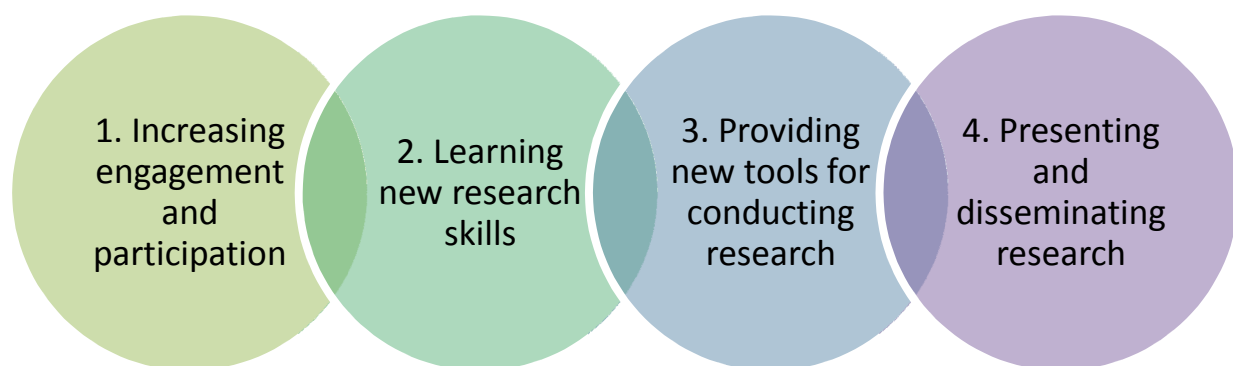 1. Increasing
engagement
and
participation
2. Learning
new research
skills
3. Providing
new tools for
conducting
research
4. Presenting
and
disseminating
research